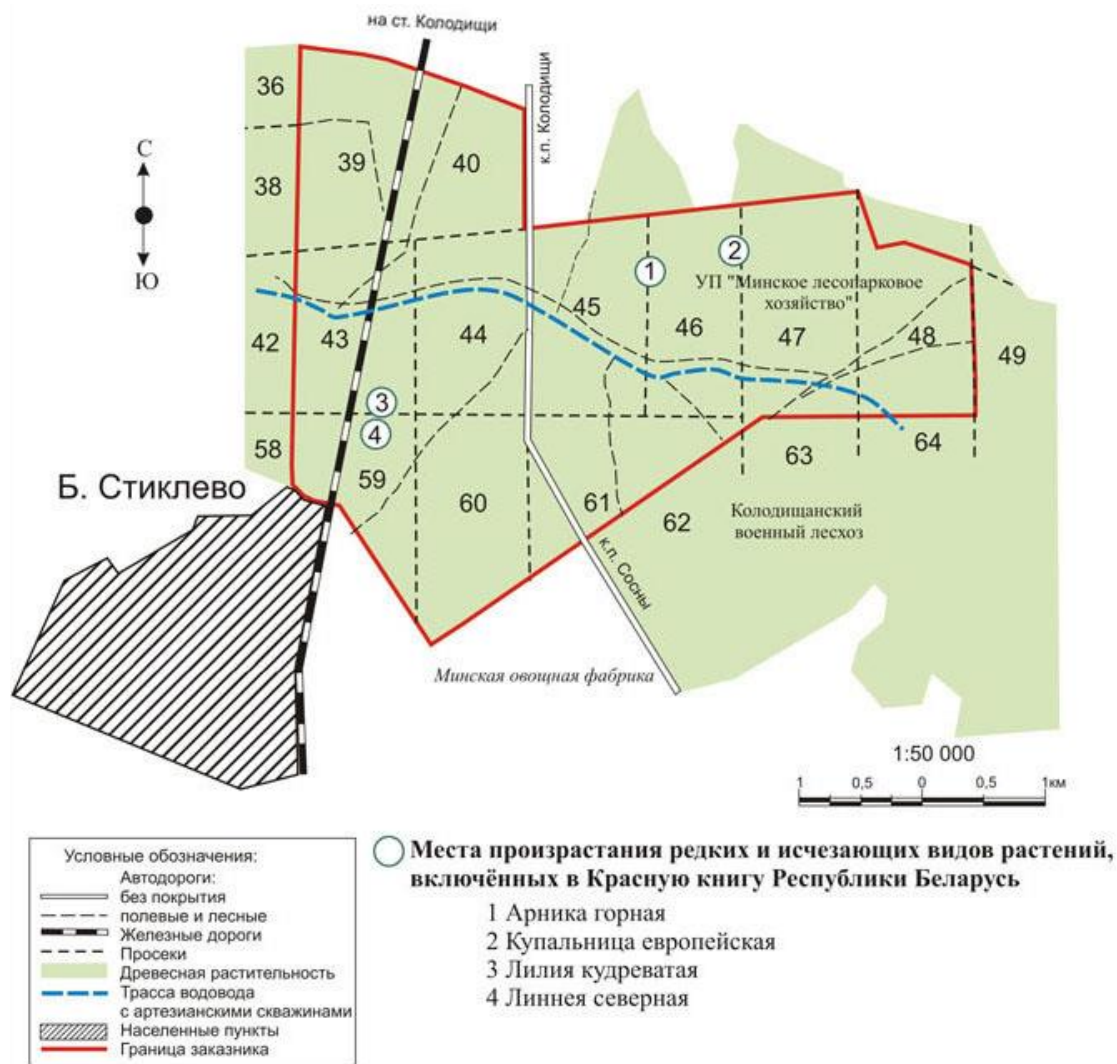 на ст. Колодищи
36
39
40
к.п. Колодищи
С
38
Ю
1
2
УП "Минское лесопарковое
хозяйство"
45
46
47
48
49
42
43
44
3
4
58
59
60
61
62
63
64
Б. Стиклево
Колодищанский
военный лесхоз
к.п. Сосны
Минская овощная фабрика
1:50 000
1 0,5 0 0,5 1км
Условные обозначения:
Автодороги:
без покрытия
полевые и лесные
Железные дороги
Просеки
Древесная растительность
Трасса водовода
с артезианскими скважинами
Населенные пункты
Граница заказника
Места произрастания редких и исчезающих видов растений,
включённых в Красную книгу Республики Беларусь
1 Арника горная
2 Купальница европейская
3 Лилия кудреватая
4 Линнея северная